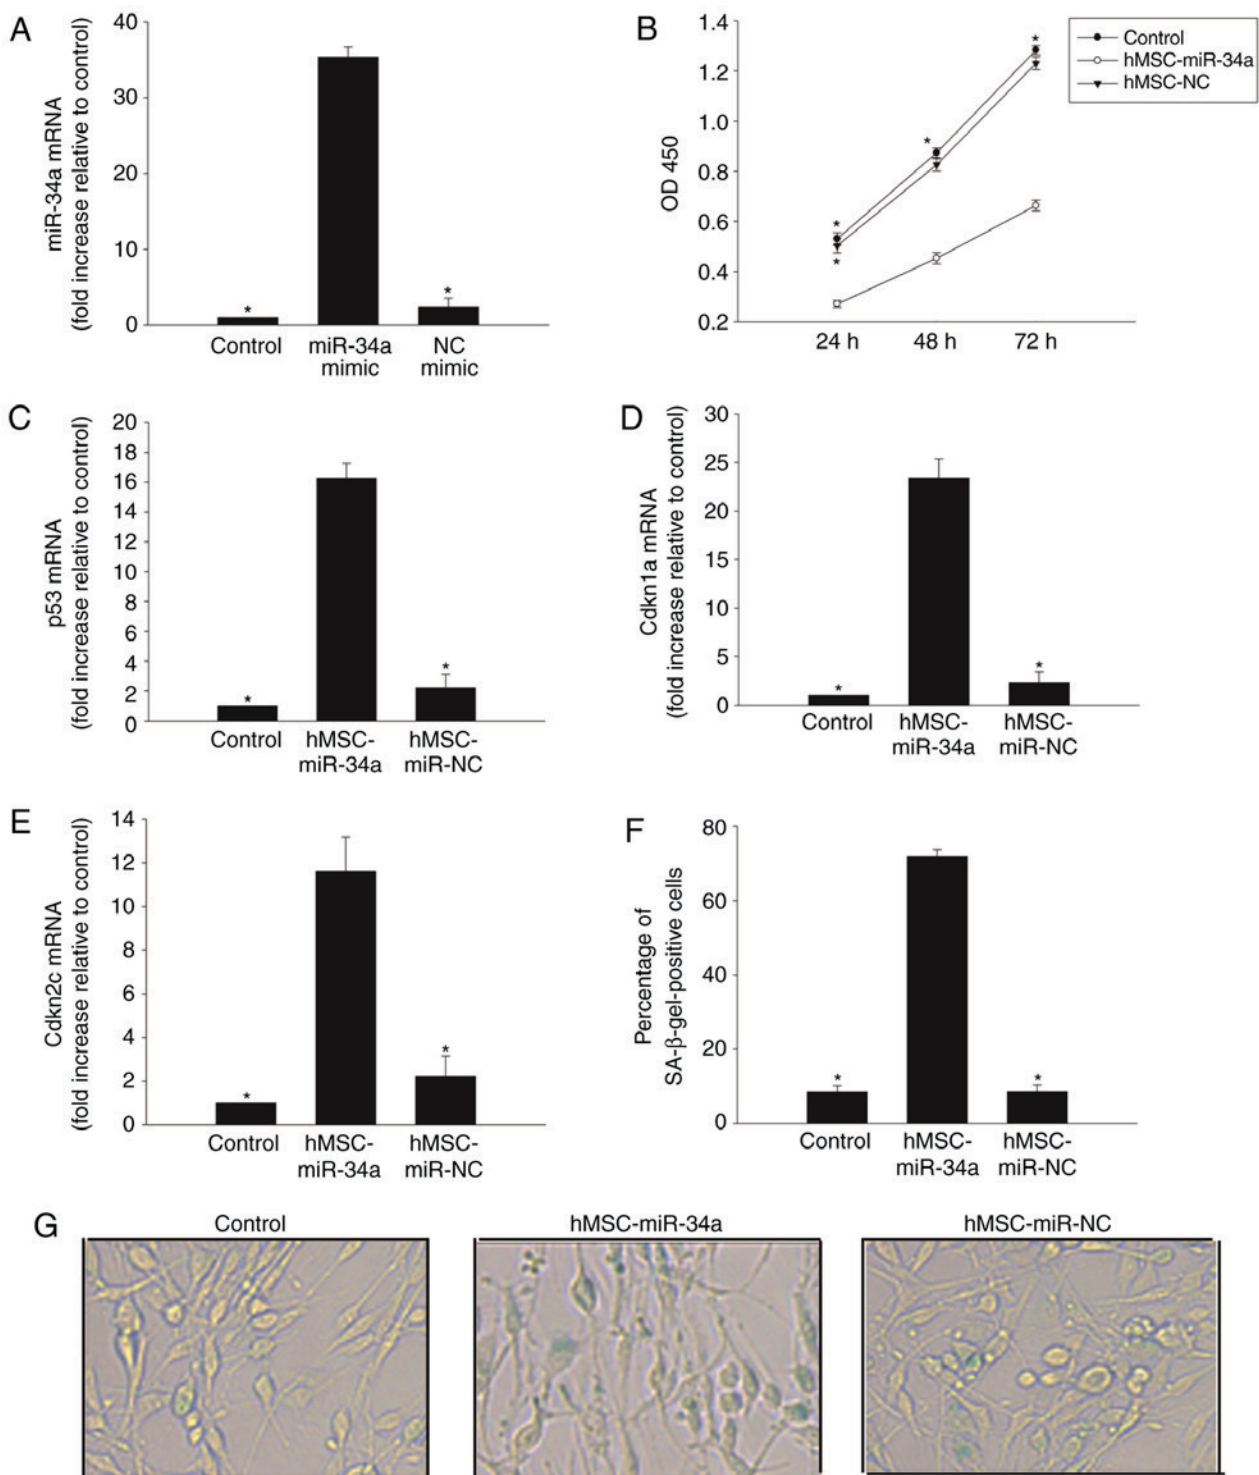 A
miR-34a mRNA
(fold increase relative to control)
40
30
20
10
0
*
*
Control
miR-34a
mimic
NC
mimic
B
OD 450
1.4
1.2
1.0
0.8
0.6
0.4
0.2
*
*
*
*
24 h
48 h
72 h
Control
hMSC-miR-34a
hMSC-NC
C
p53 mRNA
(fold increase relative to control)
20
18
16
14
12
10
8
6
4
2
0
*
*
Control
hMSC-
miR-34a
hMSC-
miR-NC
D
Cdkn1a mRNA
(fold increase relative to control)
30
25
20
15
10
5
0
*
*
Control
hMSC-
miR-34a
hMSC-
miR-NC
E
Cdkn2c mRNA
(fold increase relative to control)
14
12
10
8
6
4
2
0
*
*
Control
hMSC-
miR-34a
hMSC-
miR-NC
F
Percentage of
SA-β-gel-positive cells
80
60
40
20
0
*
*
Control
hMSC-
miR-34a
hMSC-
miR-NC
G
Control
hMSC-miR-34a
hMSC-miR-NC